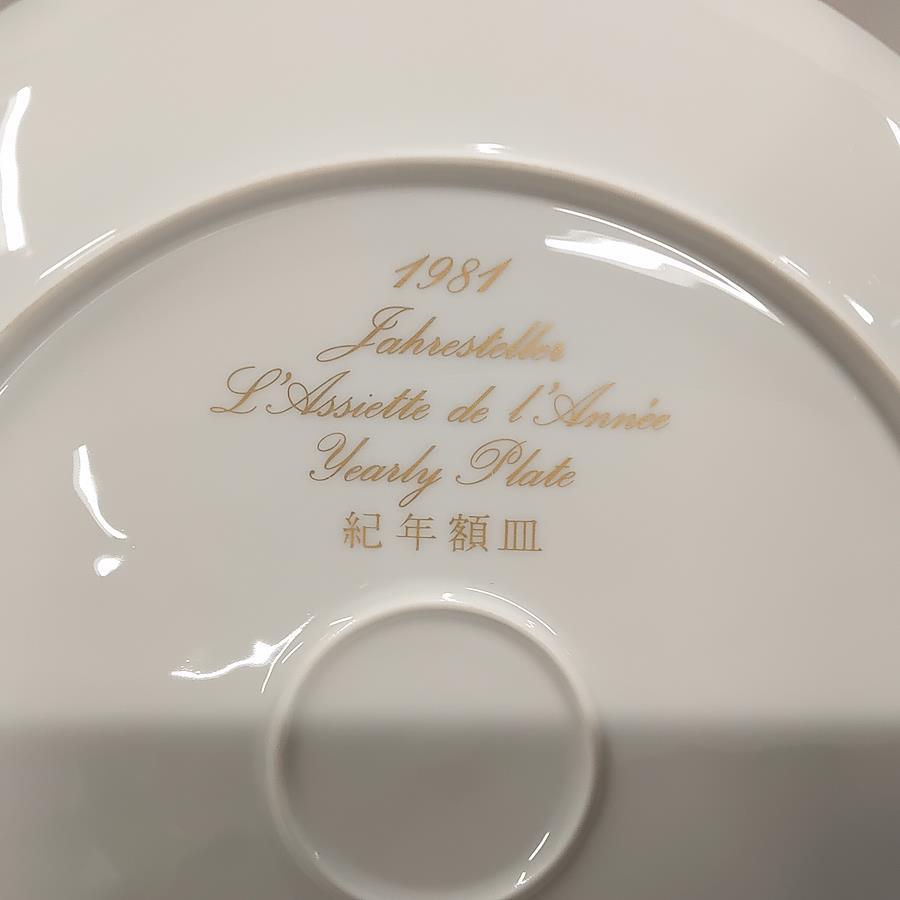 1981
Jahresteller
L'Assiette de l'Année
Yearly Plate
紀年額皿